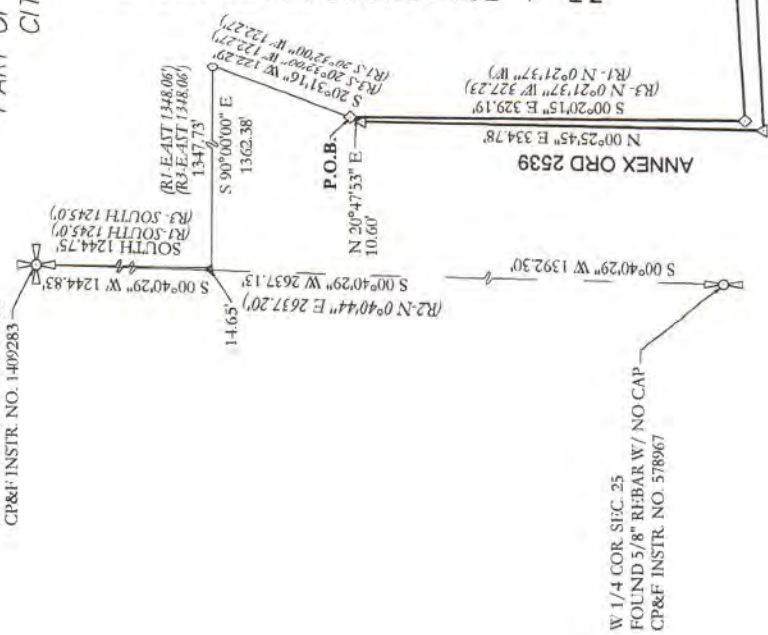 PART OF
CIT
CP&F INSTR. NO. 1409283
S 00°40'29" W 1244.83'
SOUTH 1244.75'
(R1- SOUTH 1245.0')
(R3- SOUTH 1245.0')
(R1-EAST 1348.06')
(R3-EAST 1348.06')
1347.73'
S 90°00'00" E
1362.38'
14.65'
S 20°31'16" W 122.29'
(R3-S 20°32'00" W 122.27')
(R1-S 20°32'00" W 122.27')
P.O.B.
N 20°47'53" E
10.60'
S 00°40'29" W 2637.13'
(R2-N 0°40'44" E 2637.20')
S 00°40'29" W 1392.30'
N 00°25'45" E 334.78'
S 00°20'15" E 329.19'
(R3- N 0°21'37" W 327.23')
(R1- N 0°21'37" W)
ANNEX ORD 2539
W 1/4 COR. SEC. 25
FOUND 5/8" REBAR W/ NO CAP
CP&F INSTR. NO. 578967